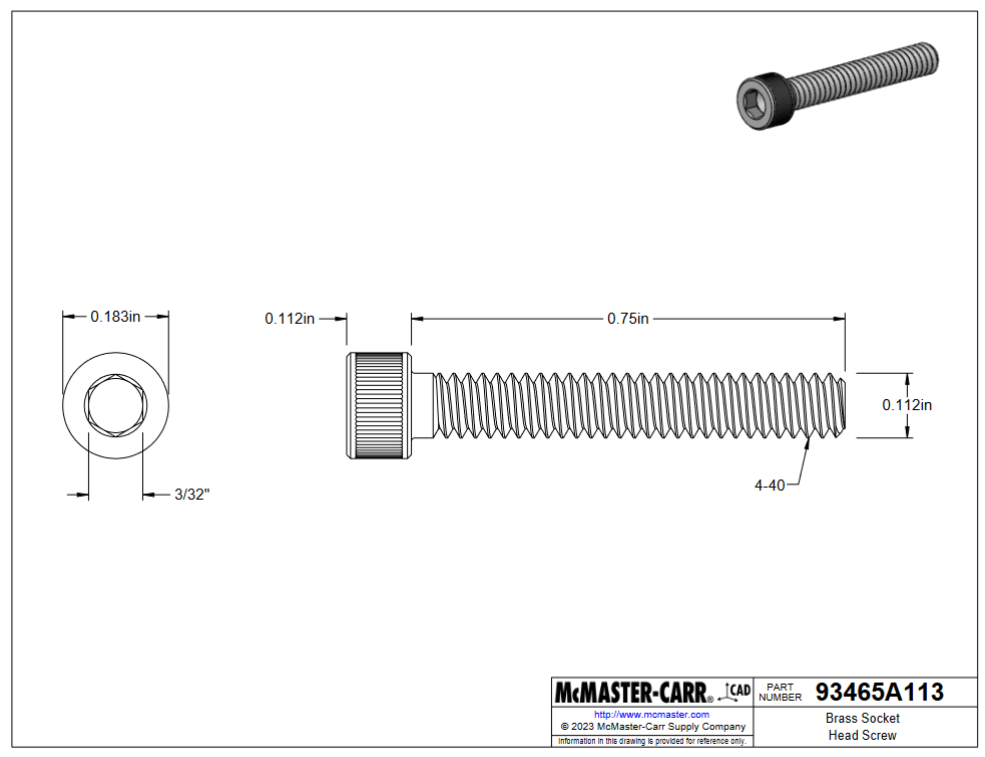 0.183in
0.112in
0.75in
0.112in
3/32"
4-40
McMASTER-CARR® CAD
http://www.mcmaster.com
© 2023 McMaster-Carr Supply Company
Information in this drawing is provided for reference only.
PART
NUMBER
93465A113
Brass Socket
Head Screw